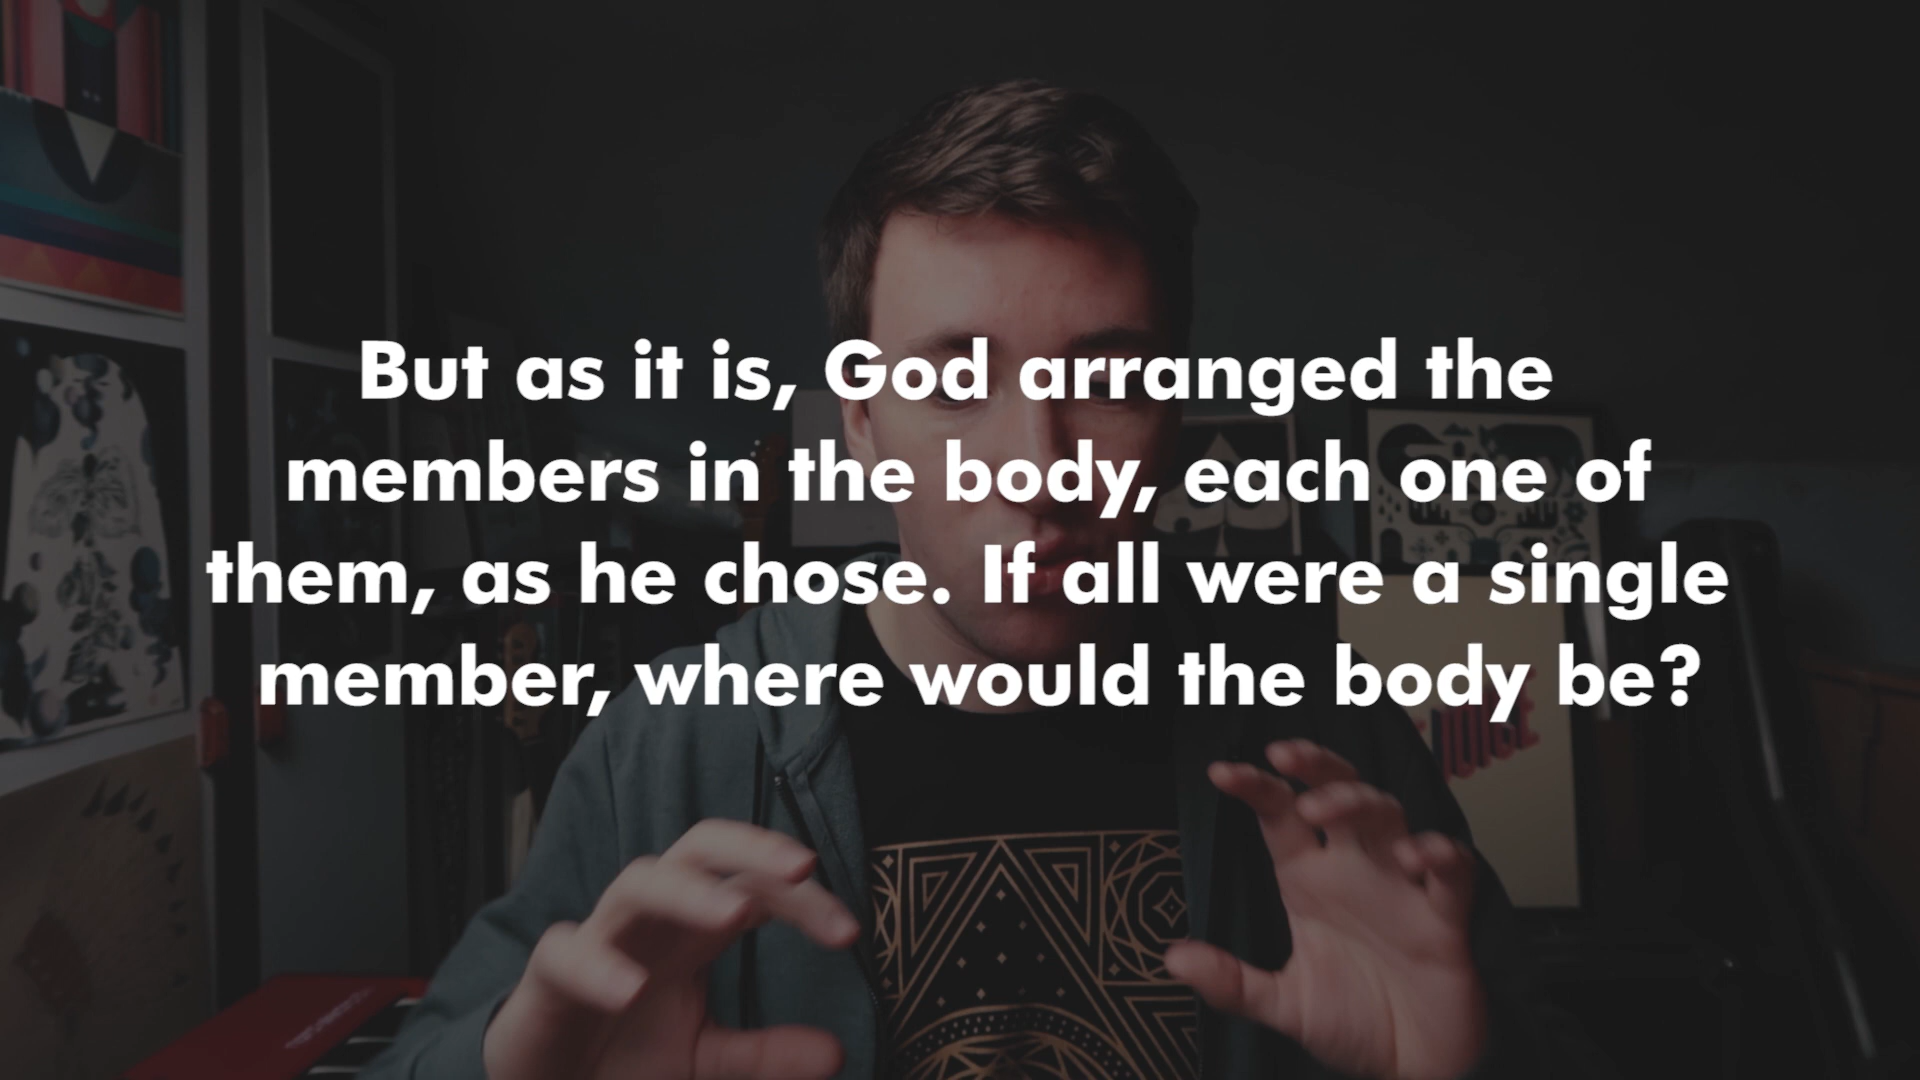 But as it is, God arranged the
members in the body, each one of
them, as he chose. If all were a single
member, where would the body be?